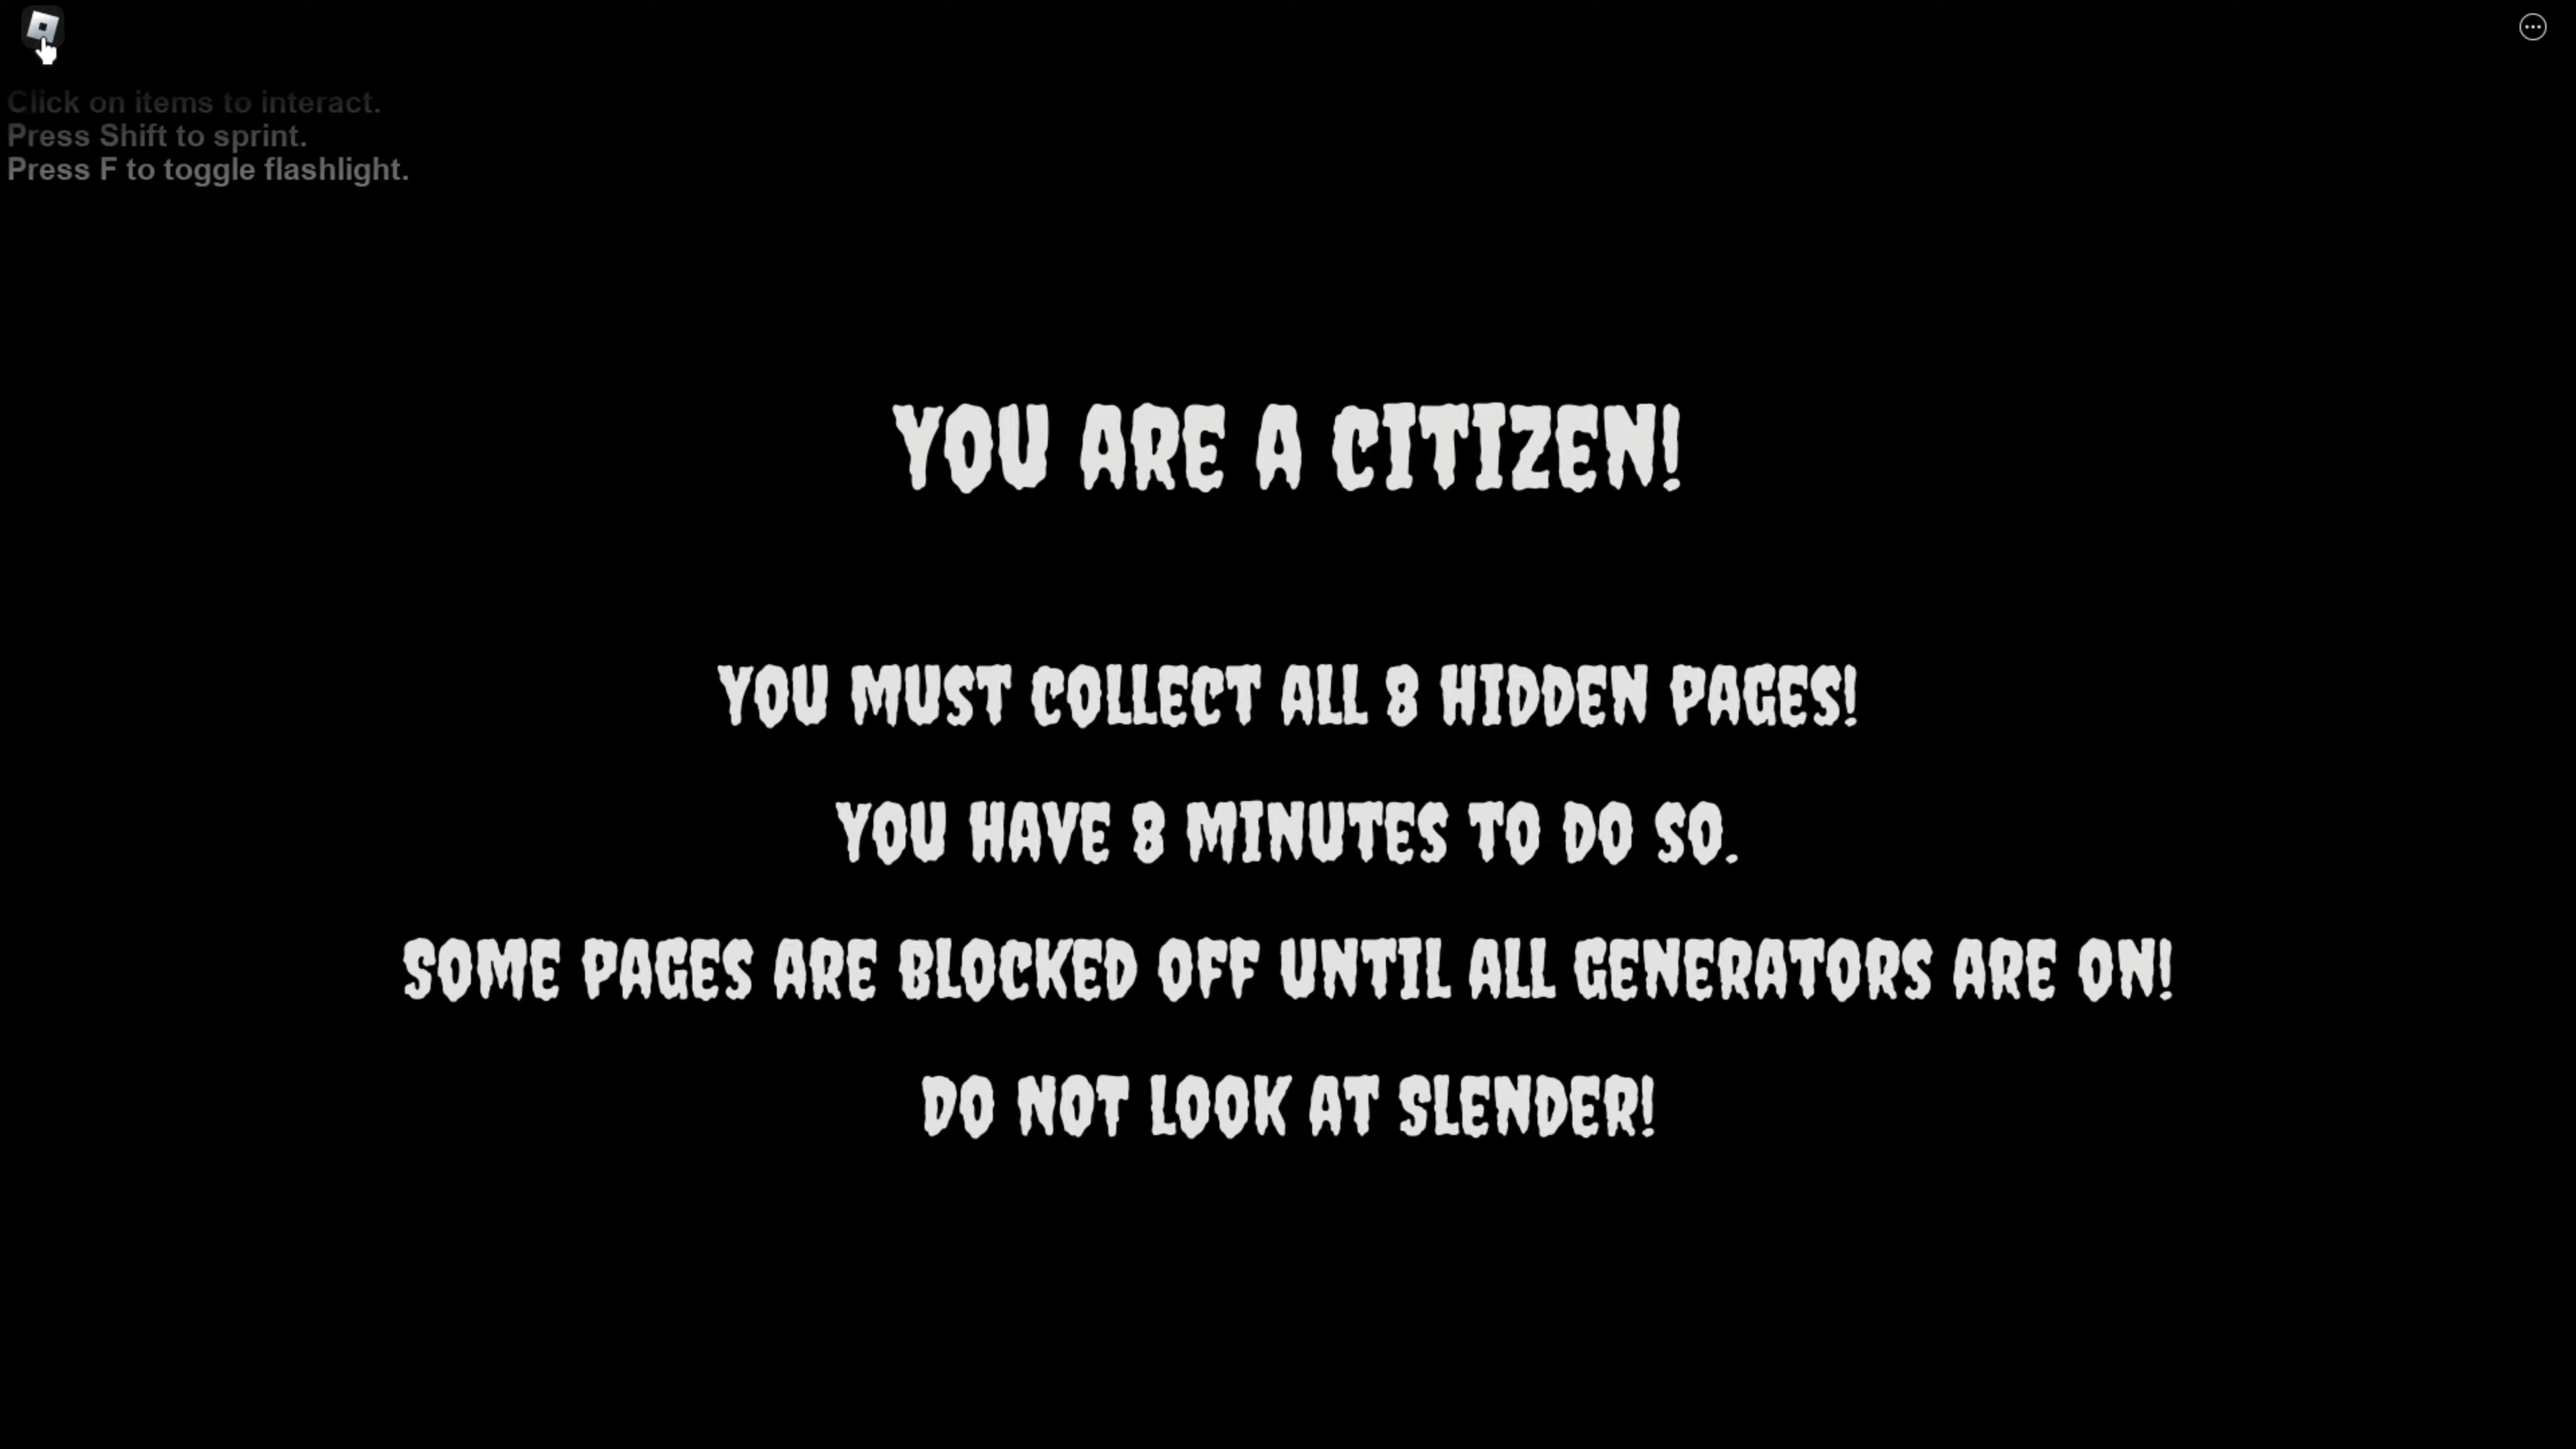 Click on items to interact.
Press Shift to sprint.
Press F to toggle flashlight.
YOU ARE A CITIZEN!
YOU MUST COLLECT ALL 8 HIDDEN PAGES!
YOU HAVE 8 MINUTES TO DO SO.
SOME PAGES ARE BLOCKED OFF UNTIL ALL GENERATORS ARE ON!
DO NOT LOOK AT SLENDER!